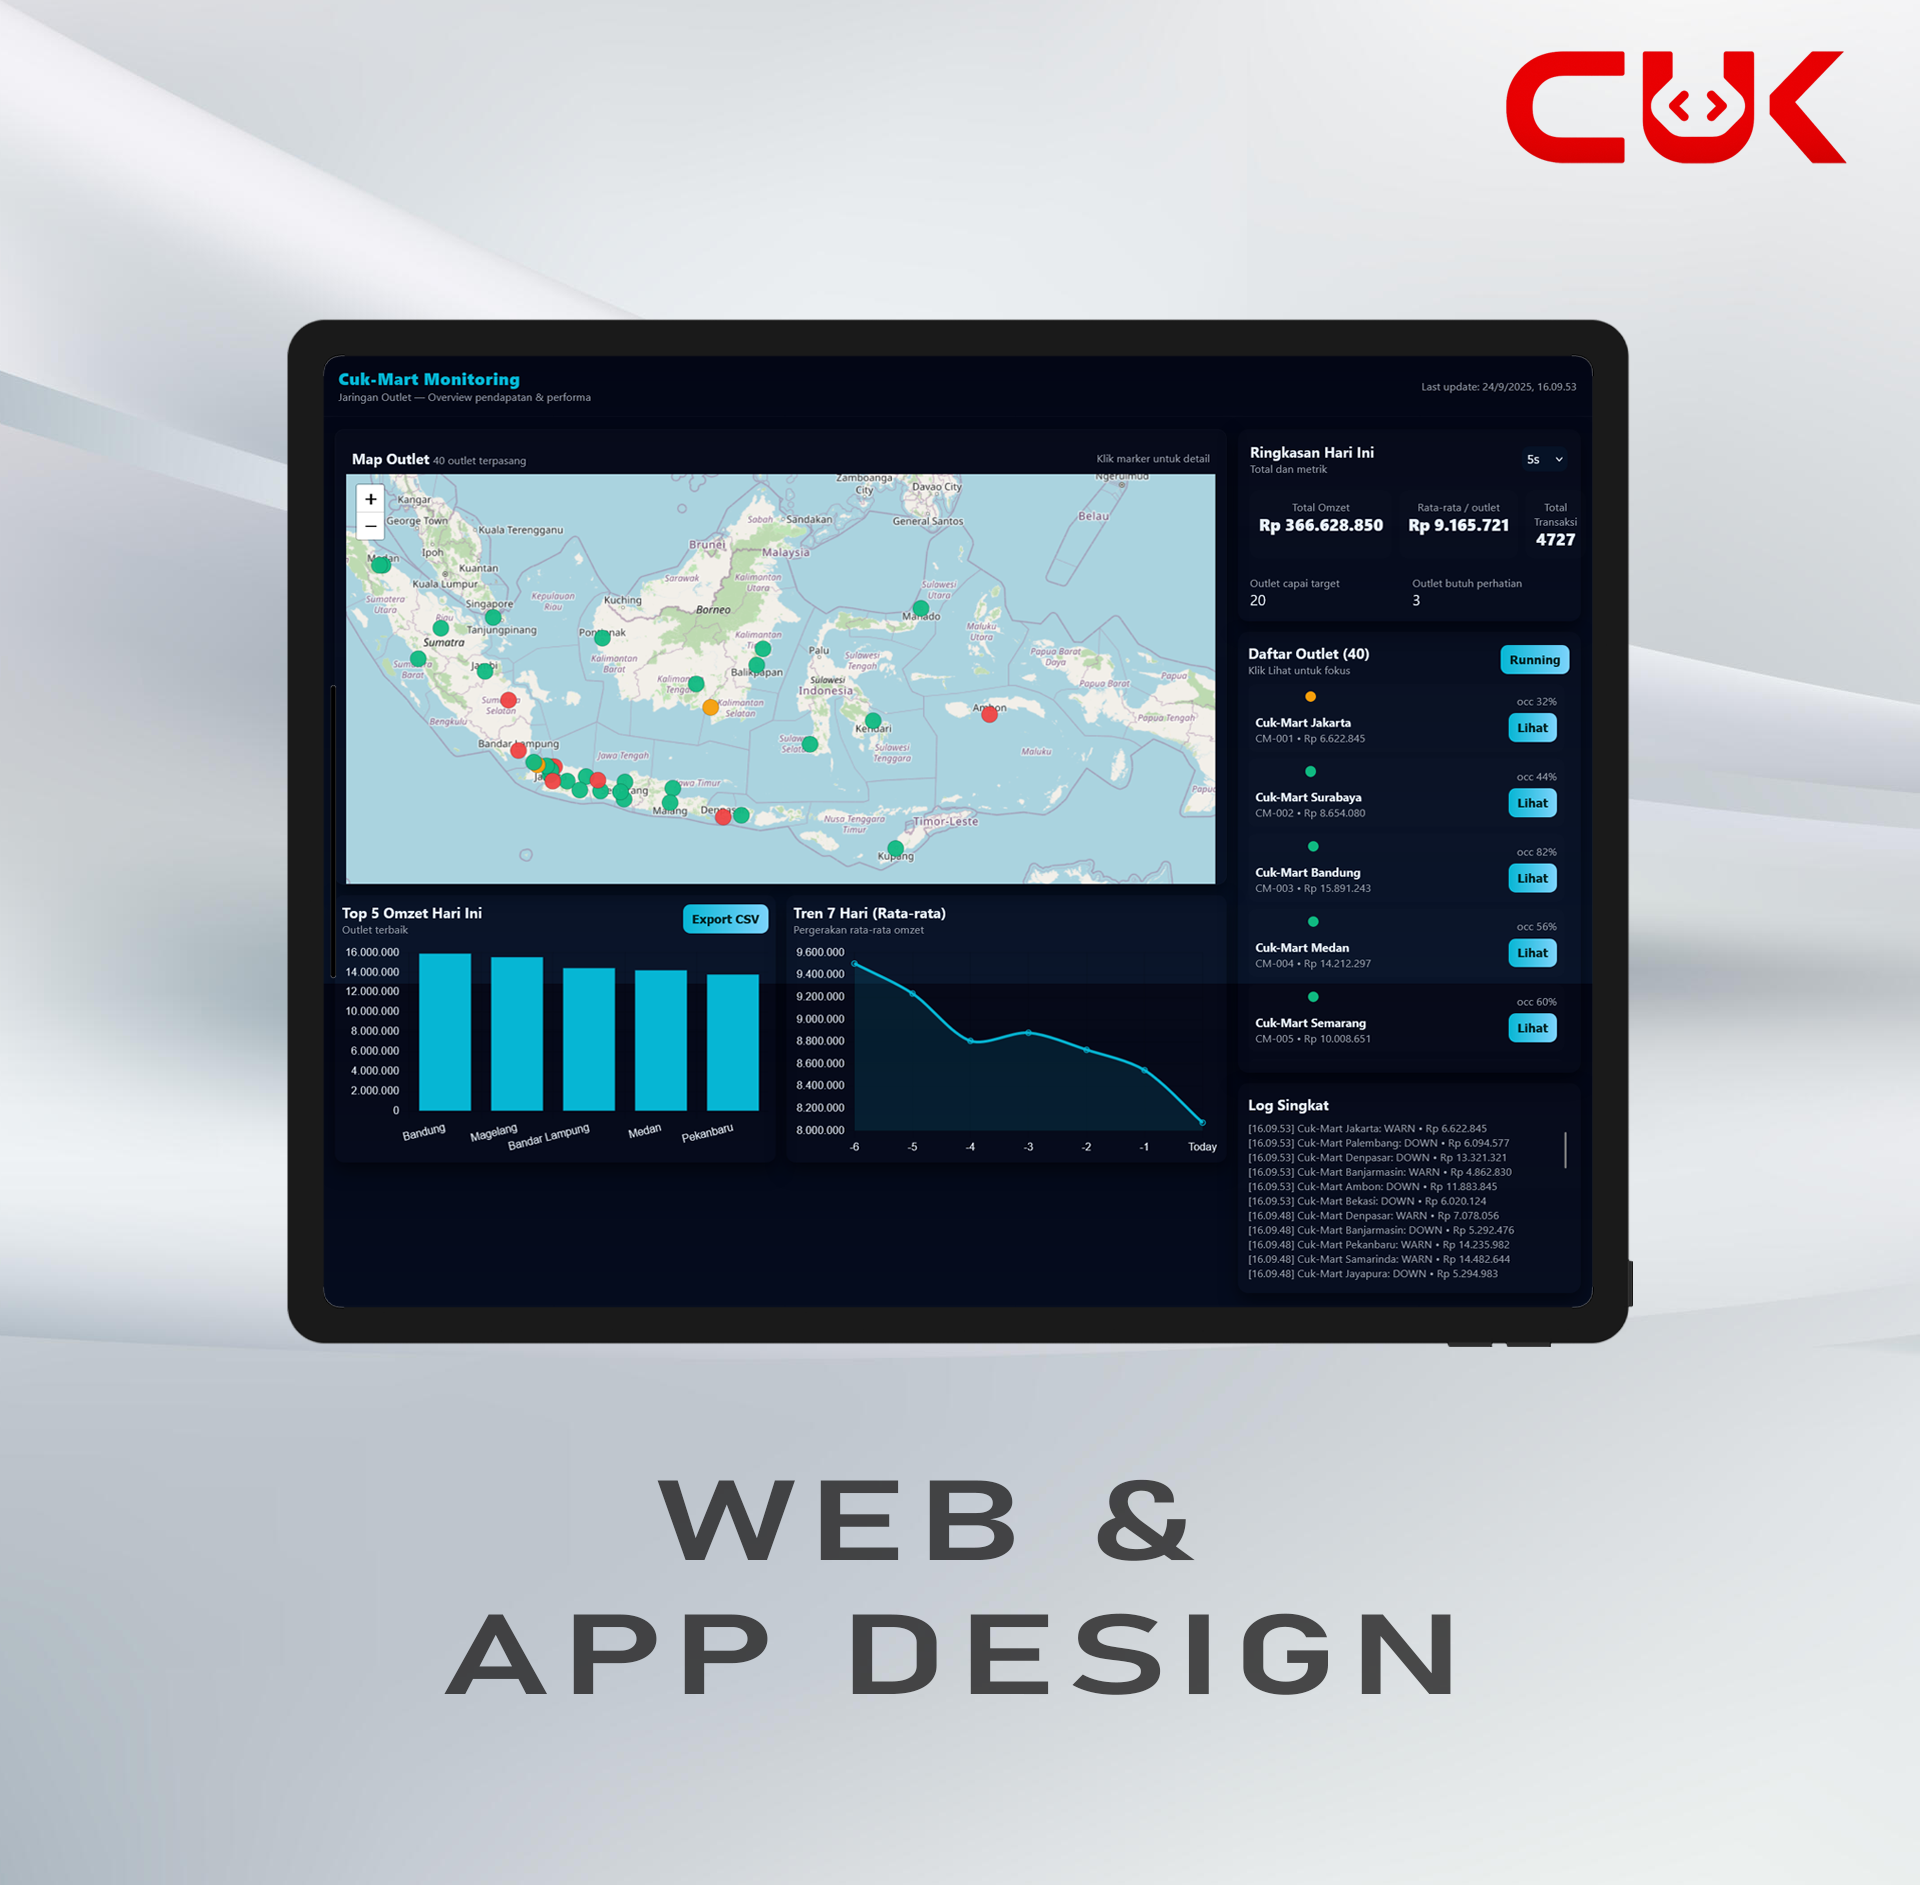 CUK
Cuk-Mart Monitoring
Jaringan Outlet — Overview pendapatan & performa
Last update: 24/9/2025, 16.09.53
Map Outlet 40 outlet terpasang
Klik marker untuk detail
+
−
Kangar
George Town
Kuala Terengganu
Ipoh
Kuantan
Kuala Lumpur
Sumatera
Utara
Singapore
Riau
Tanjungpinang
Sumatra
Kepulauan
Riau
Barat
Selatan
Bengkulu
Zamboanga
City
Davao City
General Santos
Ngerulmud
Belau
Sabah
Sandakan
Brunei
Malaysia
Sarawak
Kalimantan
Utara
Kuching
Borneo
Kalimantan
Barat
Kalimantan
Balikpapan
Kalimantan
Selatan
Sulawesi
Utara
Manado
Maluku
Utara
Palu
Sulawesi
Tengah
Sulawesi
Indonesia
Kendari
Sulawesi
Tenggara
Papua Barat
Daya
Papua Barat
Papua
Papua Tengah
Ambon
Maluku
Bandar Lampung
Jawa Tengah
Jawa Timur
Malang
Nusa Tenggara
Timur
Timor-Leste
Kupang
Ringkasan Hari Ini
Total dan metrik
5s
Total Omzet
Rp 366.628.850
Rata-rata / outlet
Rp 9.165.721
Total
Transaksi
4727
Outlet capai target
20
Outlet butuh perhatian
3
Daftar Outlet (40)
Klik Lihat untuk fokus
Running
occ 32%
Cuk-Mart Jakarta
CM-001 • Rp 6.622.845
Lihat
occ 44%
Cuk-Mart Surabaya
CM-002 • Rp 8.654.080
Lihat
occ 82%
Cuk-Mart Bandung
CM-003 • Rp 15.891.243
Lihat
occ 56%
Cuk-Mart Medan
CM-004 • Rp 14.212.297
Lihat
occ 60%
Cuk-Mart Semarang
CM-005 • Rp 10.008.651
Lihat
Top 5 Omzet Hari Ini
Outlet terbaik
Export CSV
16.000.000
14.000.000
12.000.000
10.000.000
8.000.000
6.000.000
4.000.000
2.000.000
0
Bandung
Magelang
Bandar Lampung
Medan
Pekanbaru
Tren 7 Hari (Rata-rata)
Pergerakan rata-rata omzet
9.600.000
9.400.000
9.200.000
9.000.000
8.800.000
8.600.000
8.400.000
8.200.000
8.000.000
-6 -5 -4 -3 -2 -1 Today
Log Singkat
[16.09.53] Cuk-Mart Jakarta: WARN • Rp 6.622.845
[16.09.53] Cuk-Mart Palembang: DOWN • Rp 6.094.577
[16.09.53] Cuk-Mart Denpasar: DOWN • Rp 13.321.321
[16.09.53] Cuk-Mart Banjarmasin: WARN • Rp 4.862.830
[16.09.53] Cuk-Mart Ambon: DOWN • Rp 11.883.845
[16.09.53] Cuk-Mart Bekasi: DOWN • Rp 6.020.124
[16.09.48] Cuk-Mart Denpasar: WARN • Rp 7.078.056
[16.09.48] Cuk-Mart Banjarmasin: DOWN • Rp 5.292.476
[16.09.48] Cuk-Mart Pekanbaru: WARN • Rp 14.235.982
[16.09.48] Cuk-Mart Samarinda: WARN • Rp 14.482.644
[16.09.48] Cuk-Mart Jayapura: DOWN • Rp 5.294.983
WEB &
APP DESIGN